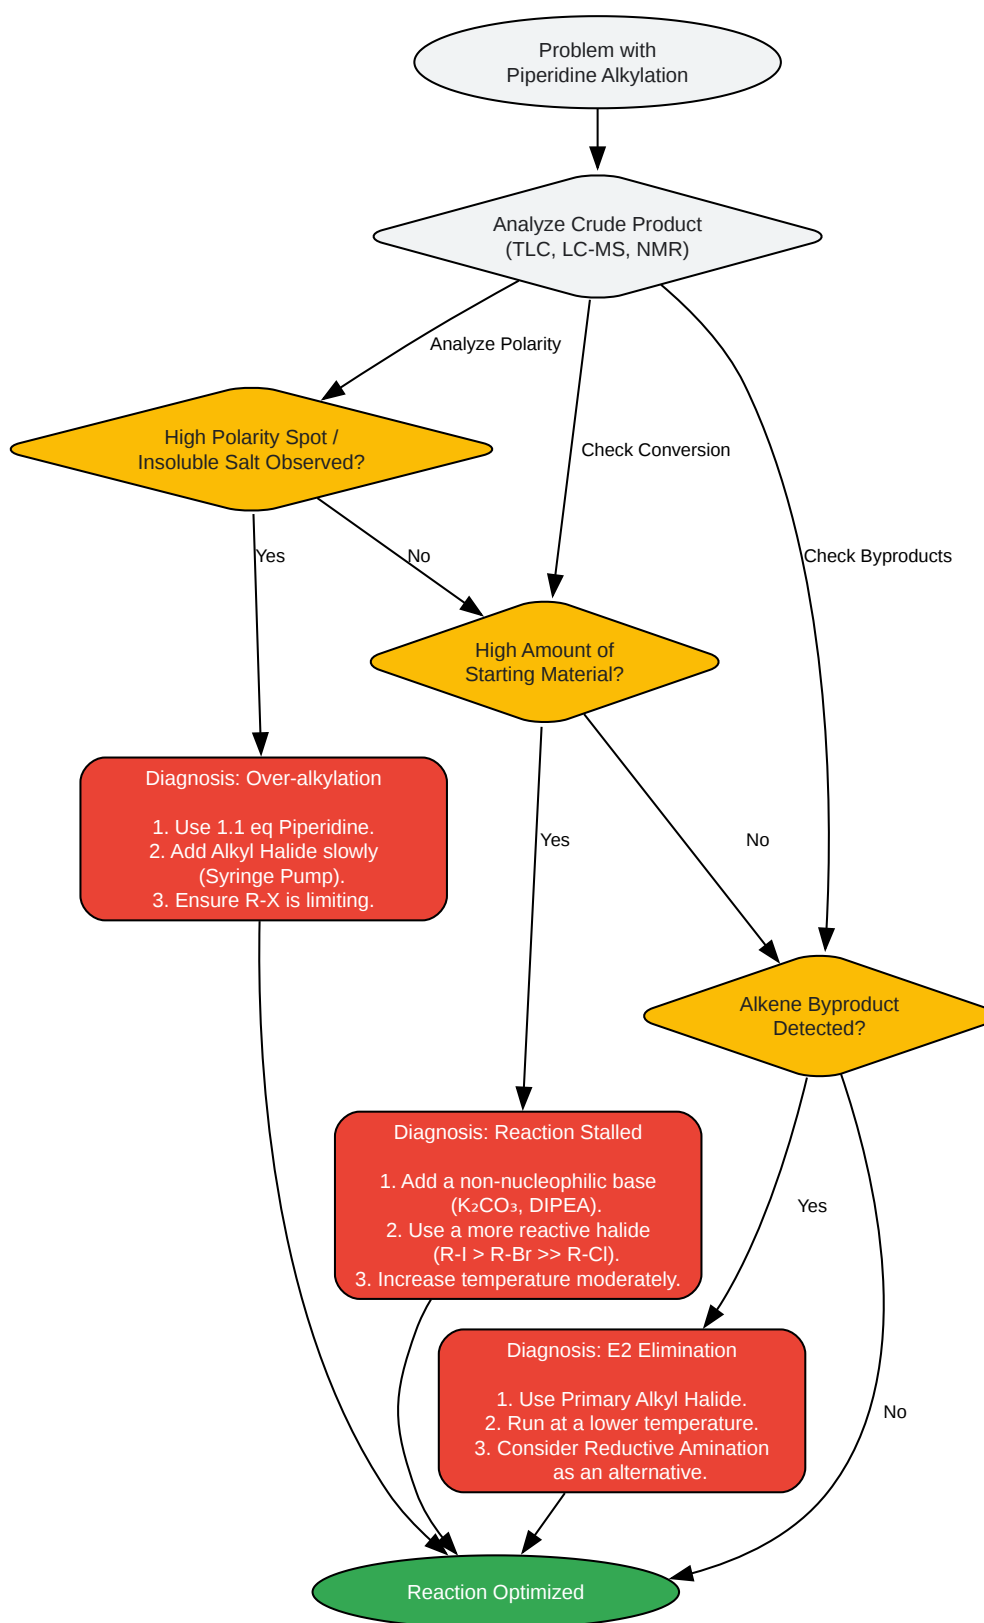 Problem with
Piperidine Alkylation
Analyze Crude Product
(TLC, LC-MS, NMR)
Analyze Polarity
High Polarity Spot /
Insoluble Salt Observed?
Check Conversion
Yes
No
Check Byproducts
High Amount of
Starting Material?
Diagnosis: Over-alkylation
1. Use 1.1 eq Piperidine.
2. Add Alkyl Halide slowly
(Syringe Pump).
3. Ensure R-X is limiting.
Yes
No
Alkene Byproduct
Detected?
Diagnosis: Reaction Stalled
1. Add a non-nucleophilic base
(K₂CO₃, DIPEA).
2. Use a more reactive halide
(R-I > R-Br >> R-Cl).
3. Increase temperature moderately.
Yes
Diagnosis: E2 Elimination
1. Use Primary Alkyl Halide.
2. Run at a lower temperature.
3. Consider Reductive Amination
as an alternative.
No
Reaction Optimized